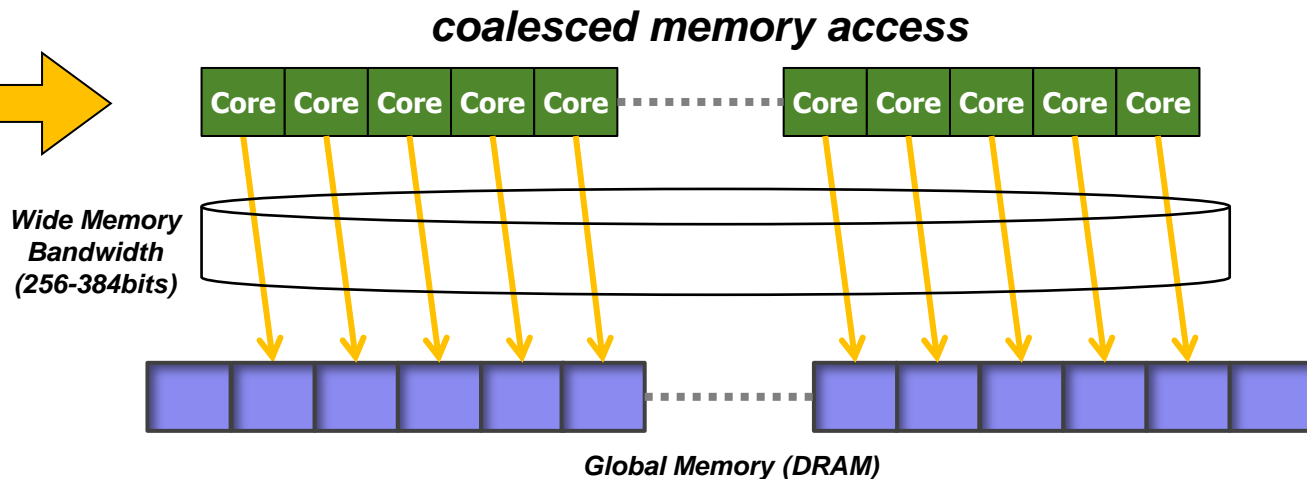 coalesced memory access
Core Core Core Core Core Core Core Core Core Core
Wide Memory
Bandwidth
(256-384bits)
Global Memory (DRAM)